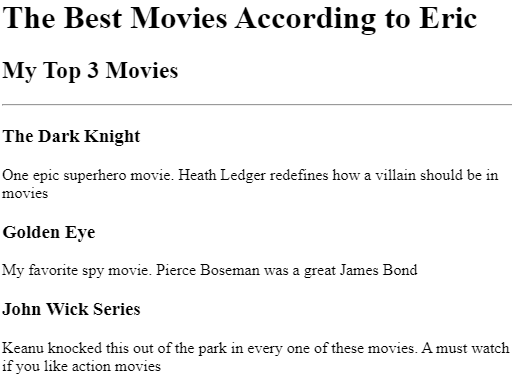 The Best Movies According to Eric
My Top 3 Movies
The Dark Knight
One epic superhero movie. Heath Ledger redefines how a villain should be in
movies
Golden Eye
My favorite spy movie. Pierce Boseman was a great James Bond
John Wick Series
Keanu knocked this out of the park in every one of these movies. A must watch
if you like action movies